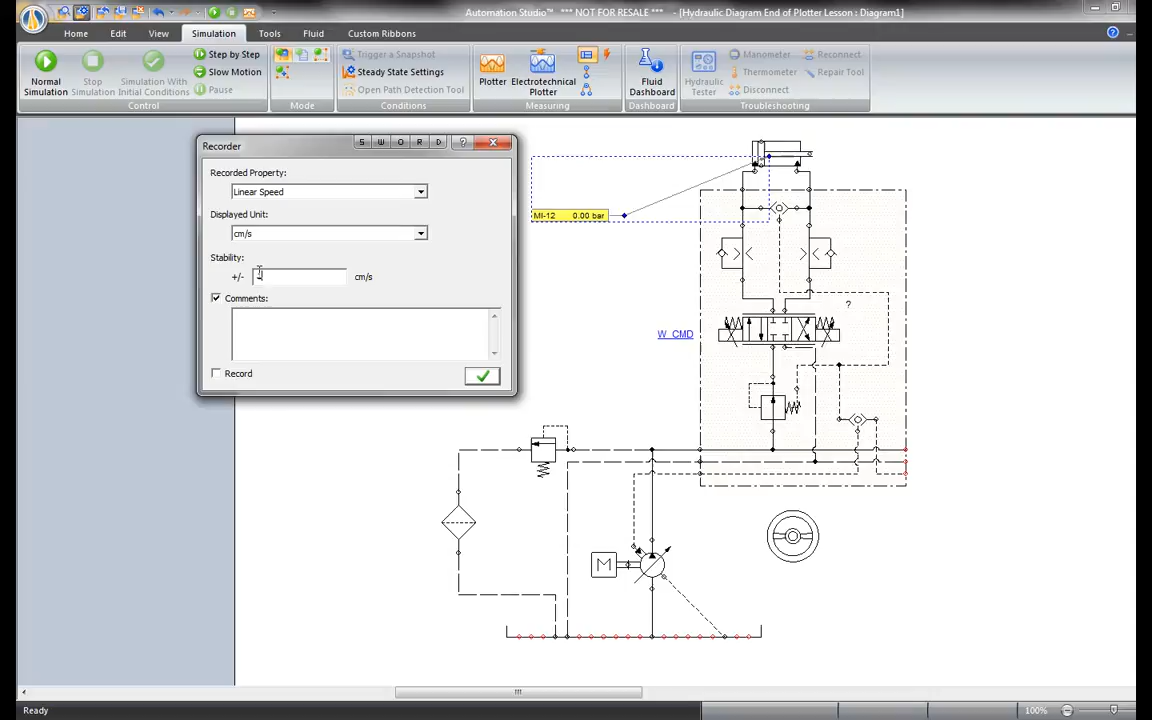 Automation Studio™ *** NOT FOR RESALE *** - [Hydraulic Diagram End of Plotter Lesson : Diagram1]
Home Edit View Simulation Tools Fluid Custom Ribbons
Normal Simulation
Stop Simulation
Simulation With Initial Conditions
Step by Step
Slow Motion
Pause
Control
Mode
Trigger a Snapshot
Steady State Settings
Open Path Detection Tool
Conditions
Plotter
Electrotechnical Plotter
Measuring
Fluid Dashboard
Dashboard
Hydraulic Tester
Manometer
Thermometer
Disconnect
Reconnect
Repair Tool
Troubleshooting
Recorder
S W O R D ?
Recorded Property:
Linear Speed
Displayed Unit:
cm/s
Stability:
+/- cm/s
Comments:
Record
MI-12 0.00 bar
?
W_CMD
M
Ready
100%